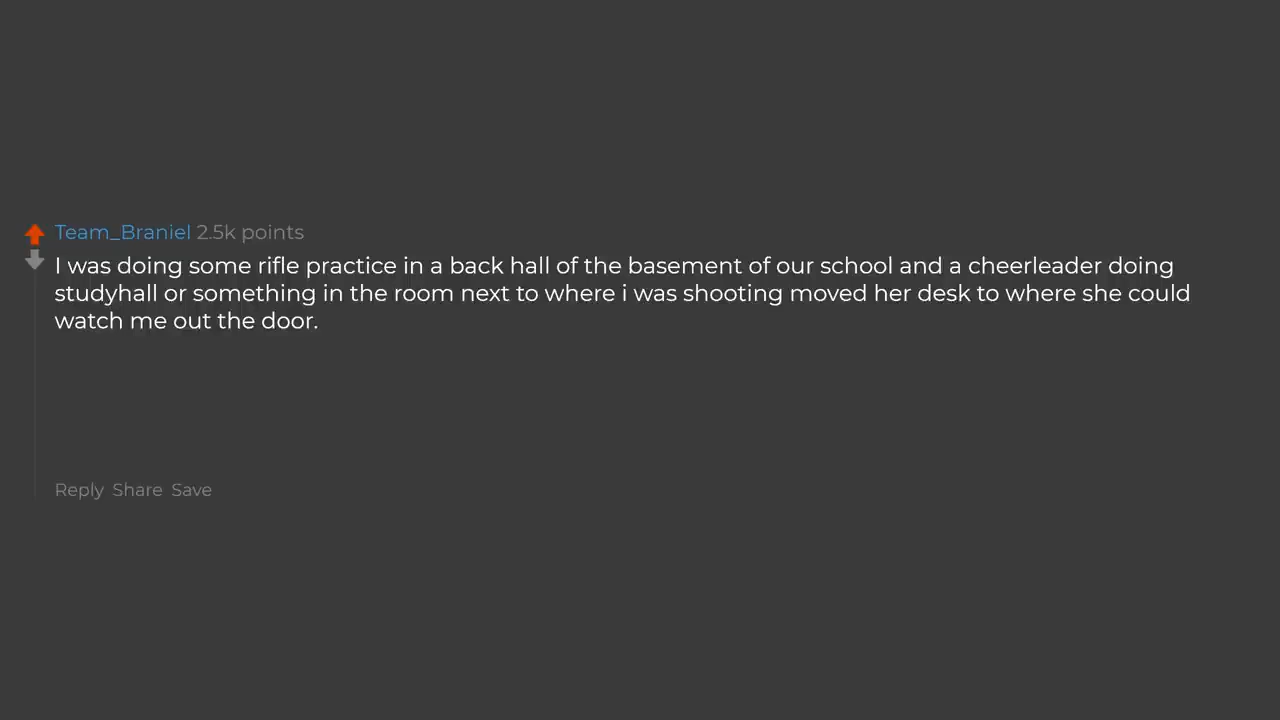 Team_Braniel 2.5k points
I was doing some rifle practice in a back hall of the basement of our school and a cheerleader doing
studyhall or something in the room next to where i was shooting moved her desk to where she could
watch me out the door.
Reply Share Save